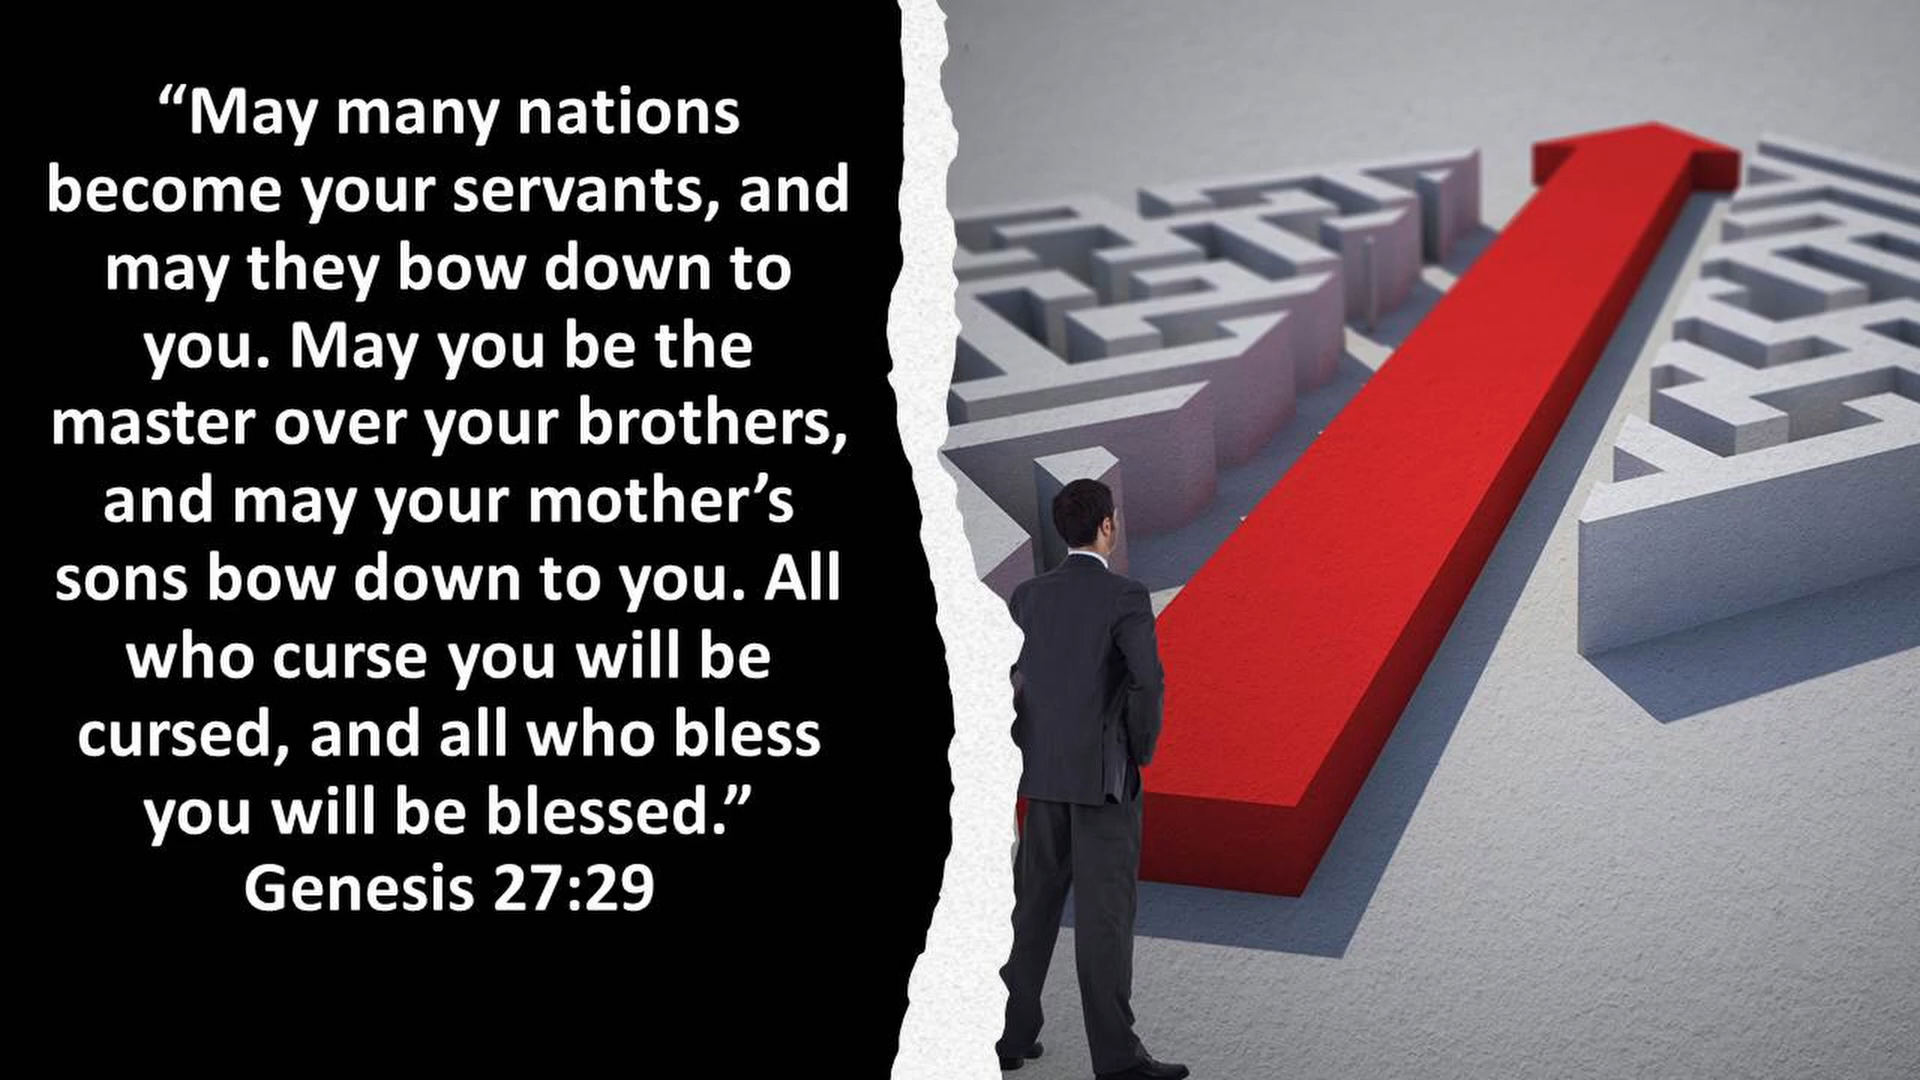 “May many nations
become your servants, and
may they bow down to
you. May you be the
master over your brothers,
and may your mother’s
sons bow down to you. All
who curse you will be
cursed, and all who bless
you will be blessed.”
Genesis 27:29